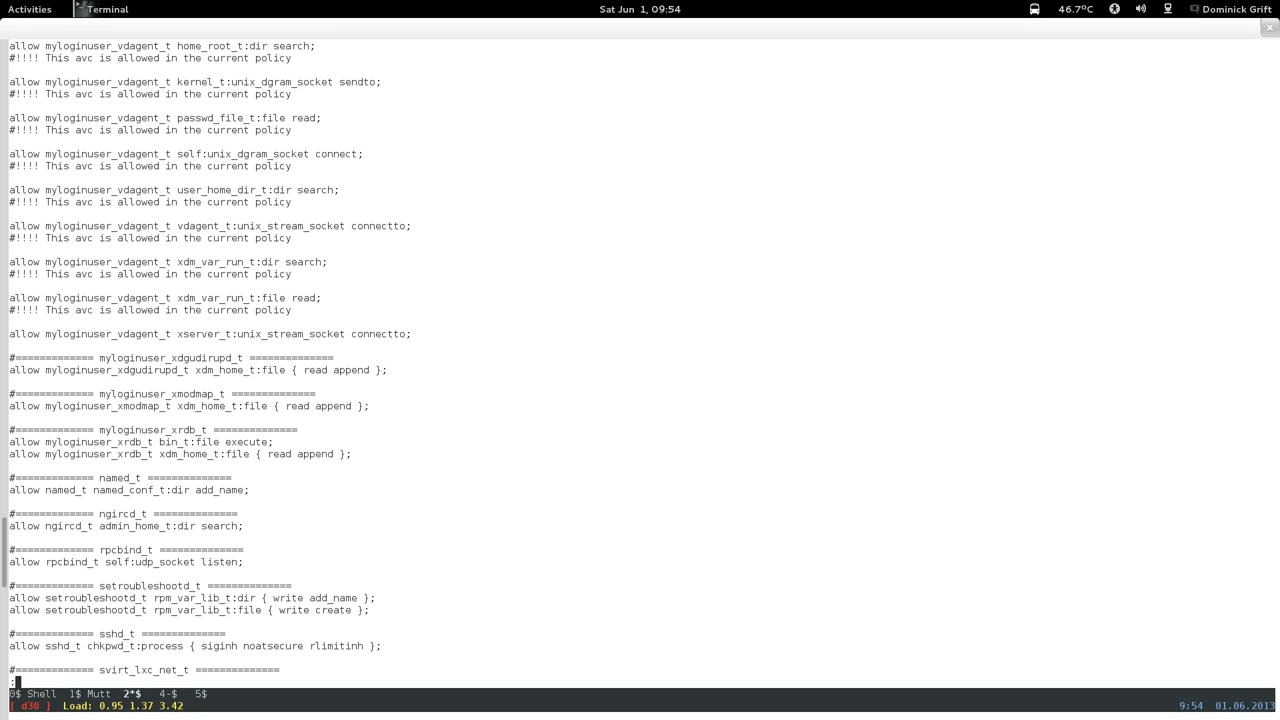 Activities Terminal Sat Jun 1, 09:54 46.7°C Dominick Grift
allow myloginuser_vdagent_t home_root_t:dir search;
#!!!! This avc is allowed in the current policy
allow myloginuser_vdagent_t kernel_t:unix_dgram_socket sendto;
#!!!! This avc is allowed in the current policy
allow myloginuser_vdagent_t passwd_file_t:file read;
#!!!! This avc is allowed in the current policy
allow myloginuser_vdagent_t self:unix_dgram_socket connect;
#!!!! This avc is allowed in the current policy
allow myloginuser_vdagent_t user_home_dir_t:dir search;
#!!!! This avc is allowed in the current policy
allow myloginuser_vdagent_t vdagent_t:unix_stream_socket connectto;
#!!!! This avc is allowed in the current policy
allow myloginuser_vdagent_t xdm_var_run_t:dir search;
#!!!! This avc is allowed in the current policy
allow myloginuser_vdagent_t xdm_var_run_t:file read;
#!!!! This avc is allowed in the current policy
allow myloginuser_vdagent_t xserver_t:unix_stream_socket connectto;
#============= myloginuser_xdgudirupd_t ==============
allow myloginuser_xdgudirupd_t xdm_home_t:file { read append };
#============= myloginuser_xmodmap_t ==============
allow myloginuser_xmodmap_t xdm_home_t:file { read append };
#============= myloginuser_xrdb_t ==============
allow myloginuser_xrdb_t bin_t:file execute;
allow myloginuser_xrdb_t xdm_home_t:file { read append };
#============= named_t ==============
allow named_t named_conf_t:dir add_name;
#============= ngircd_t ==============
allow ngircd_t admin_home_t:dir search;
#============= rpcbind_t ==============
allow rpcbind_t self:udp_socket listen;
#============= setroubleshootd_t ==============
allow setroubleshootd_t rpm_var_lib_t:dir { write add_name };
allow setroubleshootd_t rpm_var_lib_t:file { write create };
#============= sshd_t ==============
allow sshd_t chkpwd_t:process { siginh noatsecure rlimitinh };
#============= svirt_lxc_net_t ==============
:
0$ Shell 1$ Mutt 2*$ 4-$ 5$
[ d30 ] Load: 0.95 1.37 3.42 9:54 01.06.2013